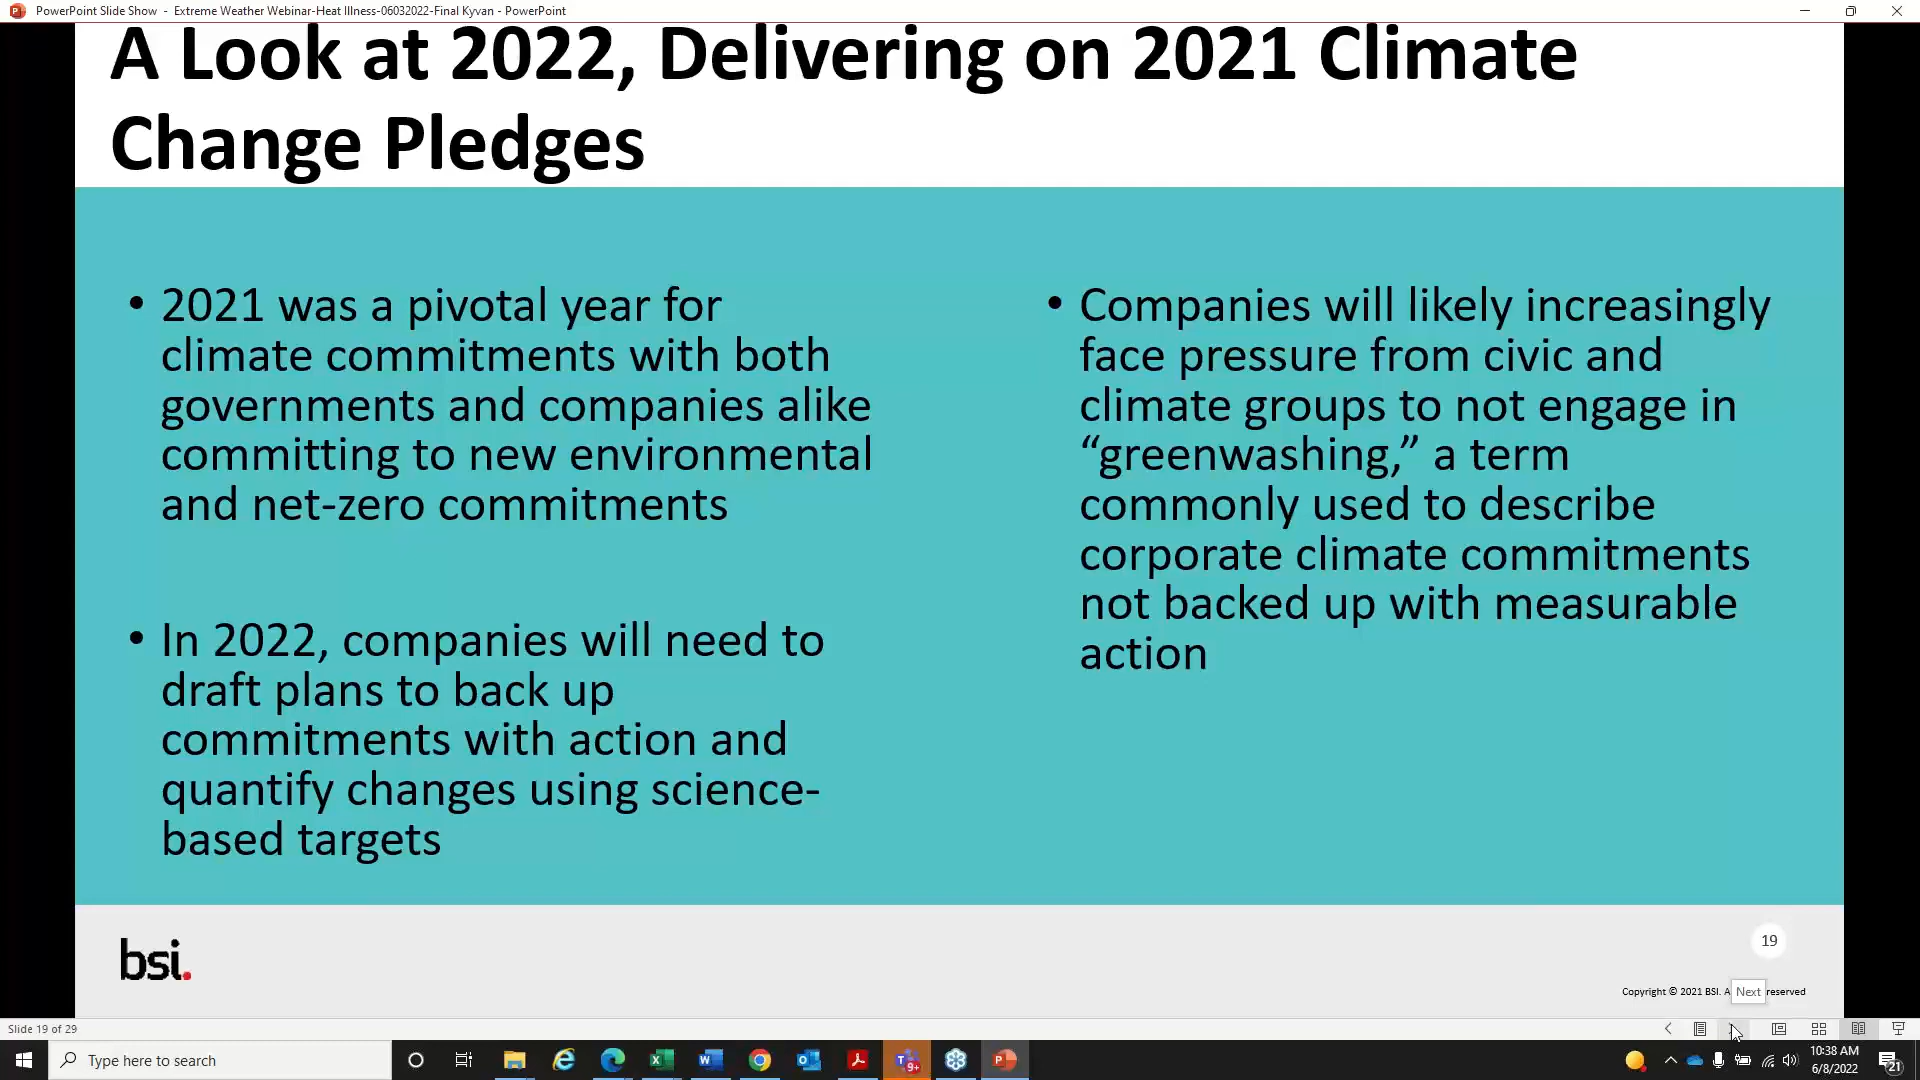 PowerPoint Slide Show - Extreme Weather Webinar-Heat Illness-06032022-Final Kyvan - PowerPoint
A Look at 2022, Delivering on 2021 Climate
Change Pledges
• 2021 was a pivotal year for
climate commitments with both
governments and companies alike
committing to new environmental
and net-zero commitments
• In 2022, companies will need to
draft plans to back up
commitments with action and
quantify changes using science-
based targets
• Companies will likely increasingly
face pressure from civic and
climate groups to not engage in
“greenwashing,” a term
commonly used to describe
corporate climate commitments
not backed up with measurable
action
bsi.
19
Copyright © 2021 BSI. A
Next
reserved
Slide 19 of 29
Type here to search
9+
10:38 AM
6/8/2022
21